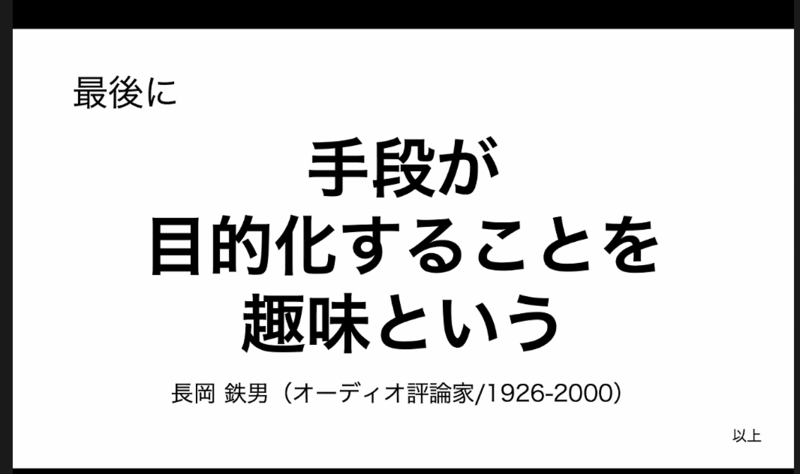 最後に
手段が
目的化することを
趣味という
長岡 鉄男（オーディオ評論家/1926-2000）
以上